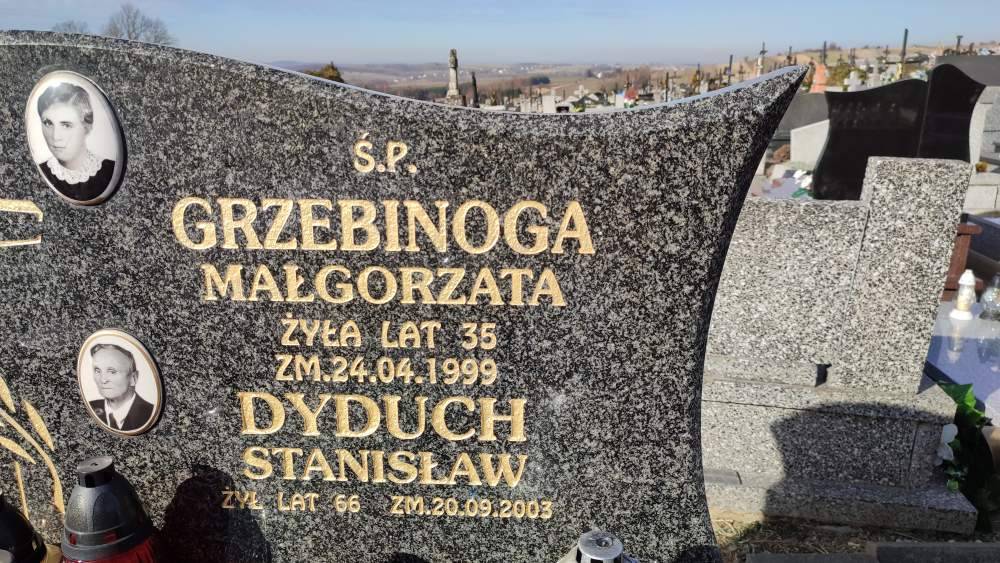 Ś.P.
GRZEBINOGA
MAŁGORZATA
ŻYŁA LAT 35
ZM.24.04.1999
DYDUCH
STANISŁAW
ŻYŁ LAT 66 ZM.20.09.2003